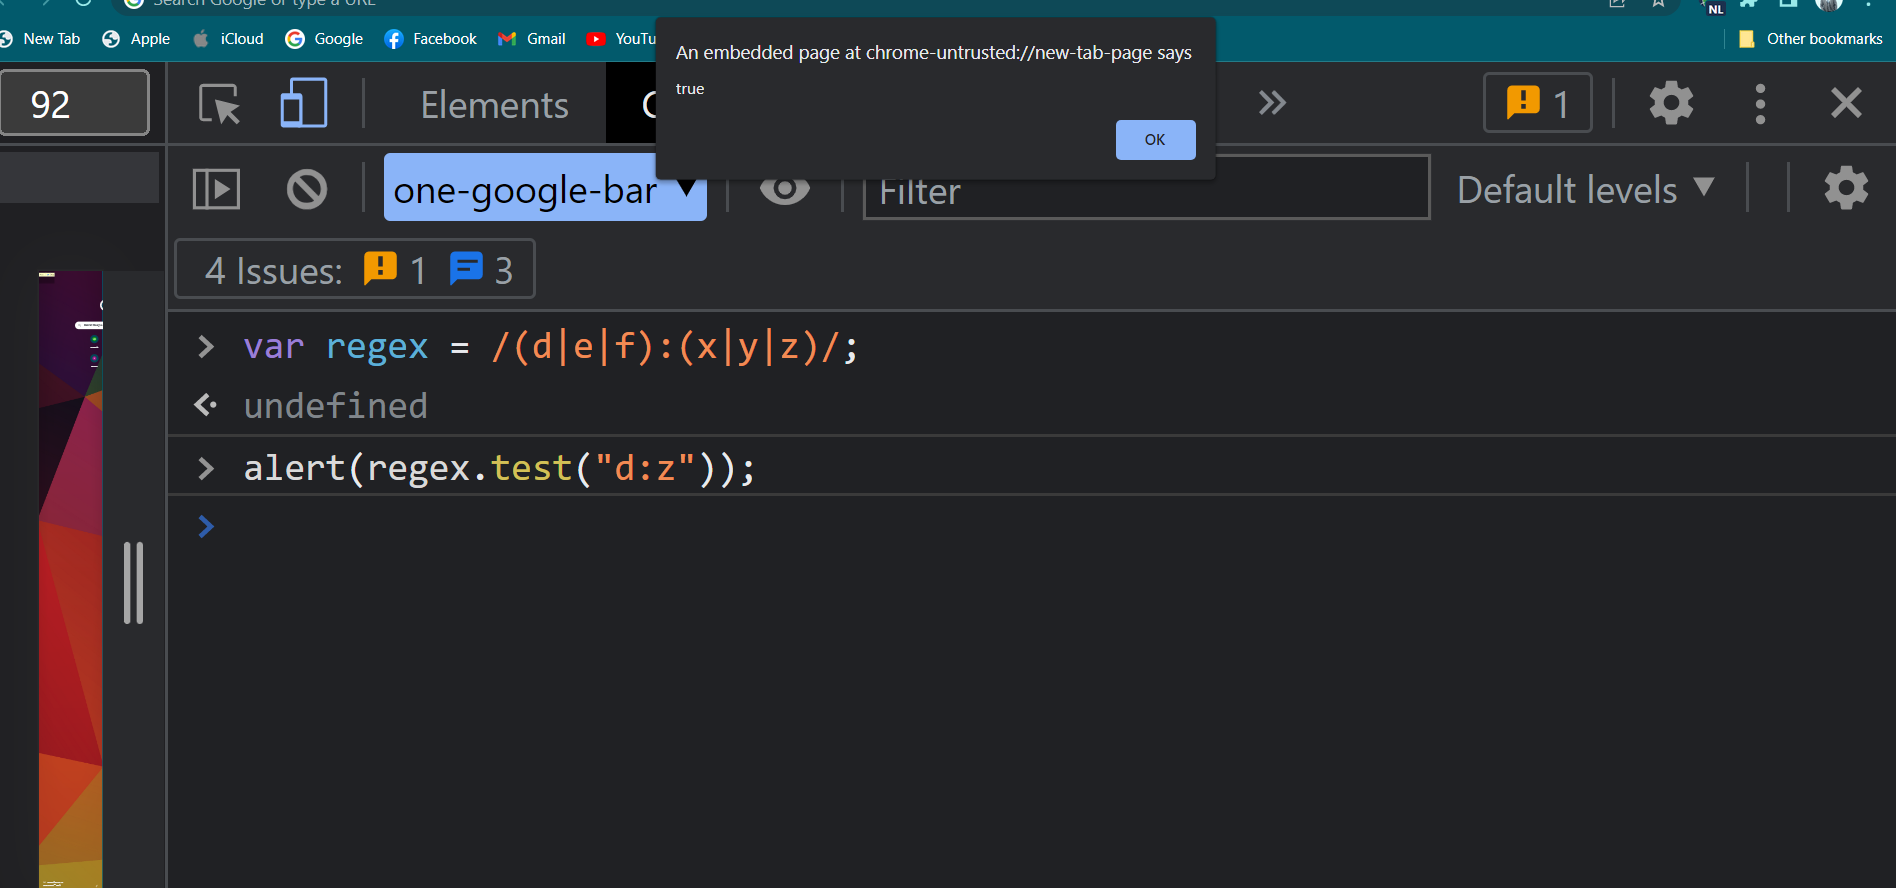 Search Google or type a URL
NL
New Tab Apple iCloud Google Facebook Gmail YouTu Other bookmarks
An embedded page at chrome-untrusted://new-tab-page says
true
OK
92 Elements 1
one-google-bar Filter Default levels
4 Issues: 1 3
var regex = /(d|e|f):(x|y|z)/;
undefined
alert(regex.test("d:z"));